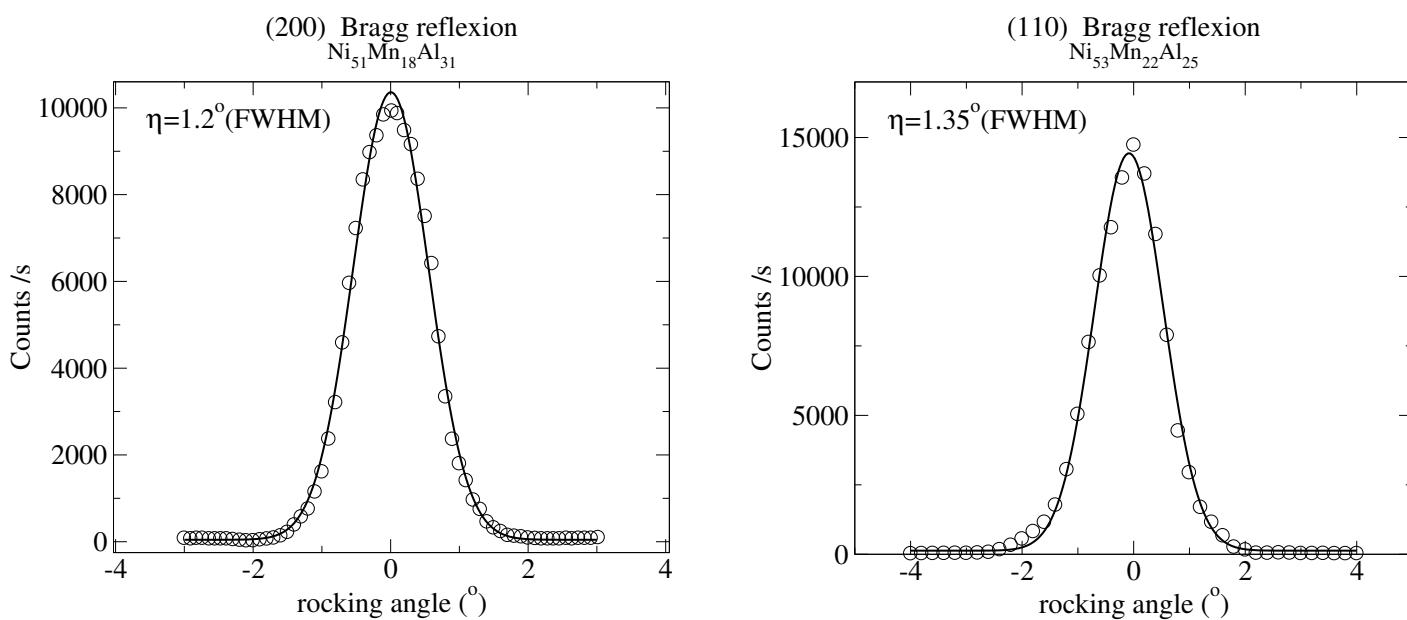 (200) Bragg reflexion
Ni51Mn18Al31
η=1.2°(FWHM)
10000
8000
6000
4000
2000
0
Counts /s
-4
-2
0
2
4
rocking angle (°)
(110) Bragg reflexion
Ni53Mn22Al25
η=1.35°(FWHM)
15000
10000
5000
0
Counts /s
-4
-2
0
2
4
rocking angle (°)